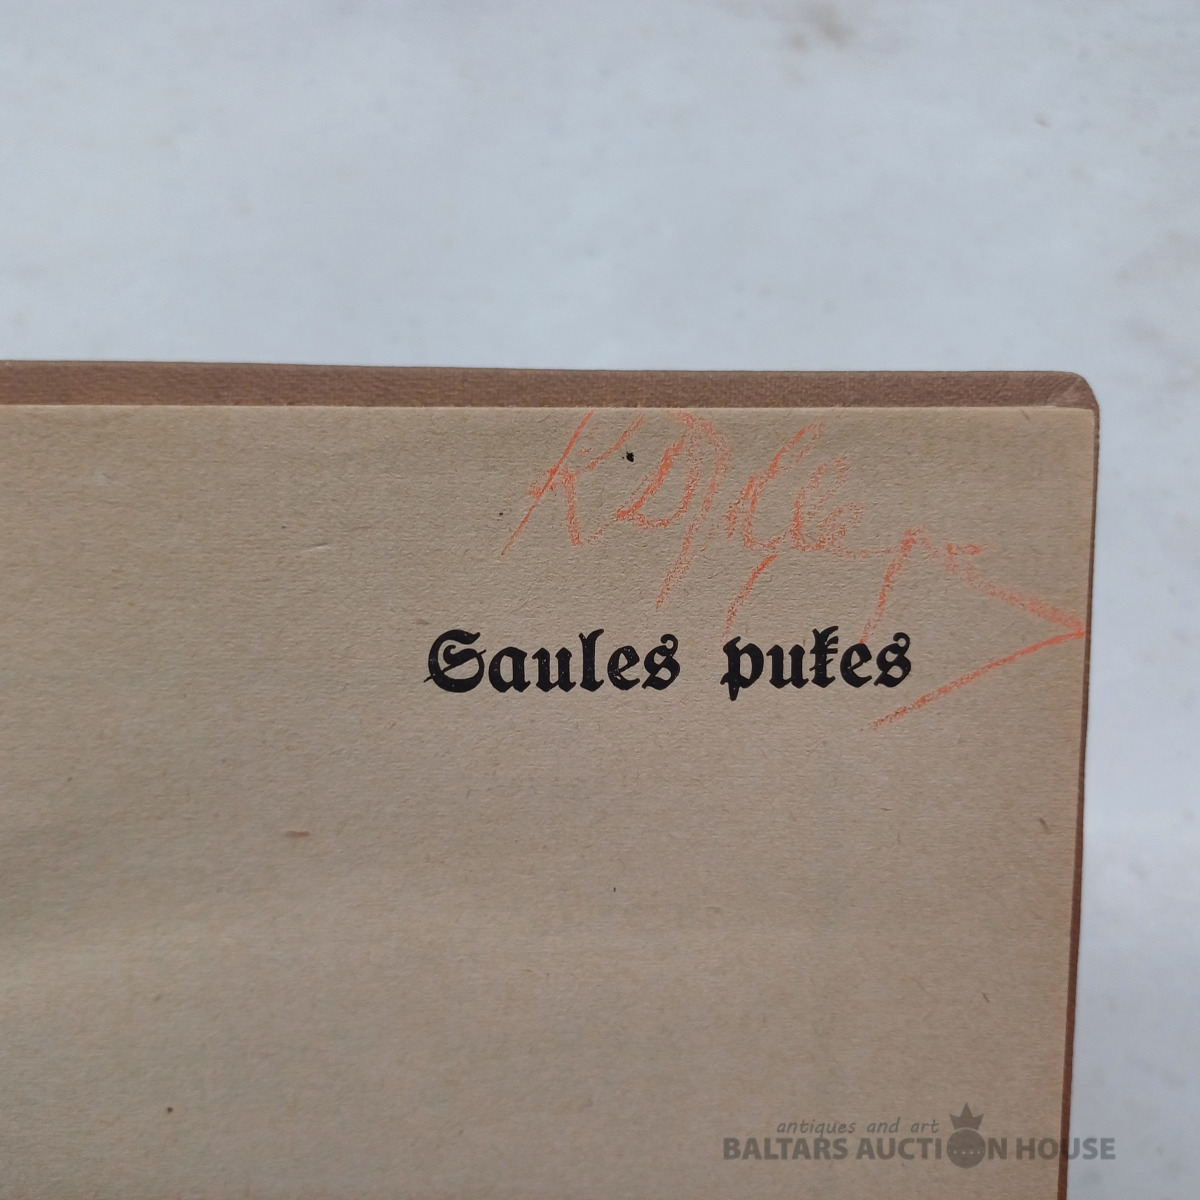 Saules pukes
antiques and art
BALTARS AUCTION HOUSE